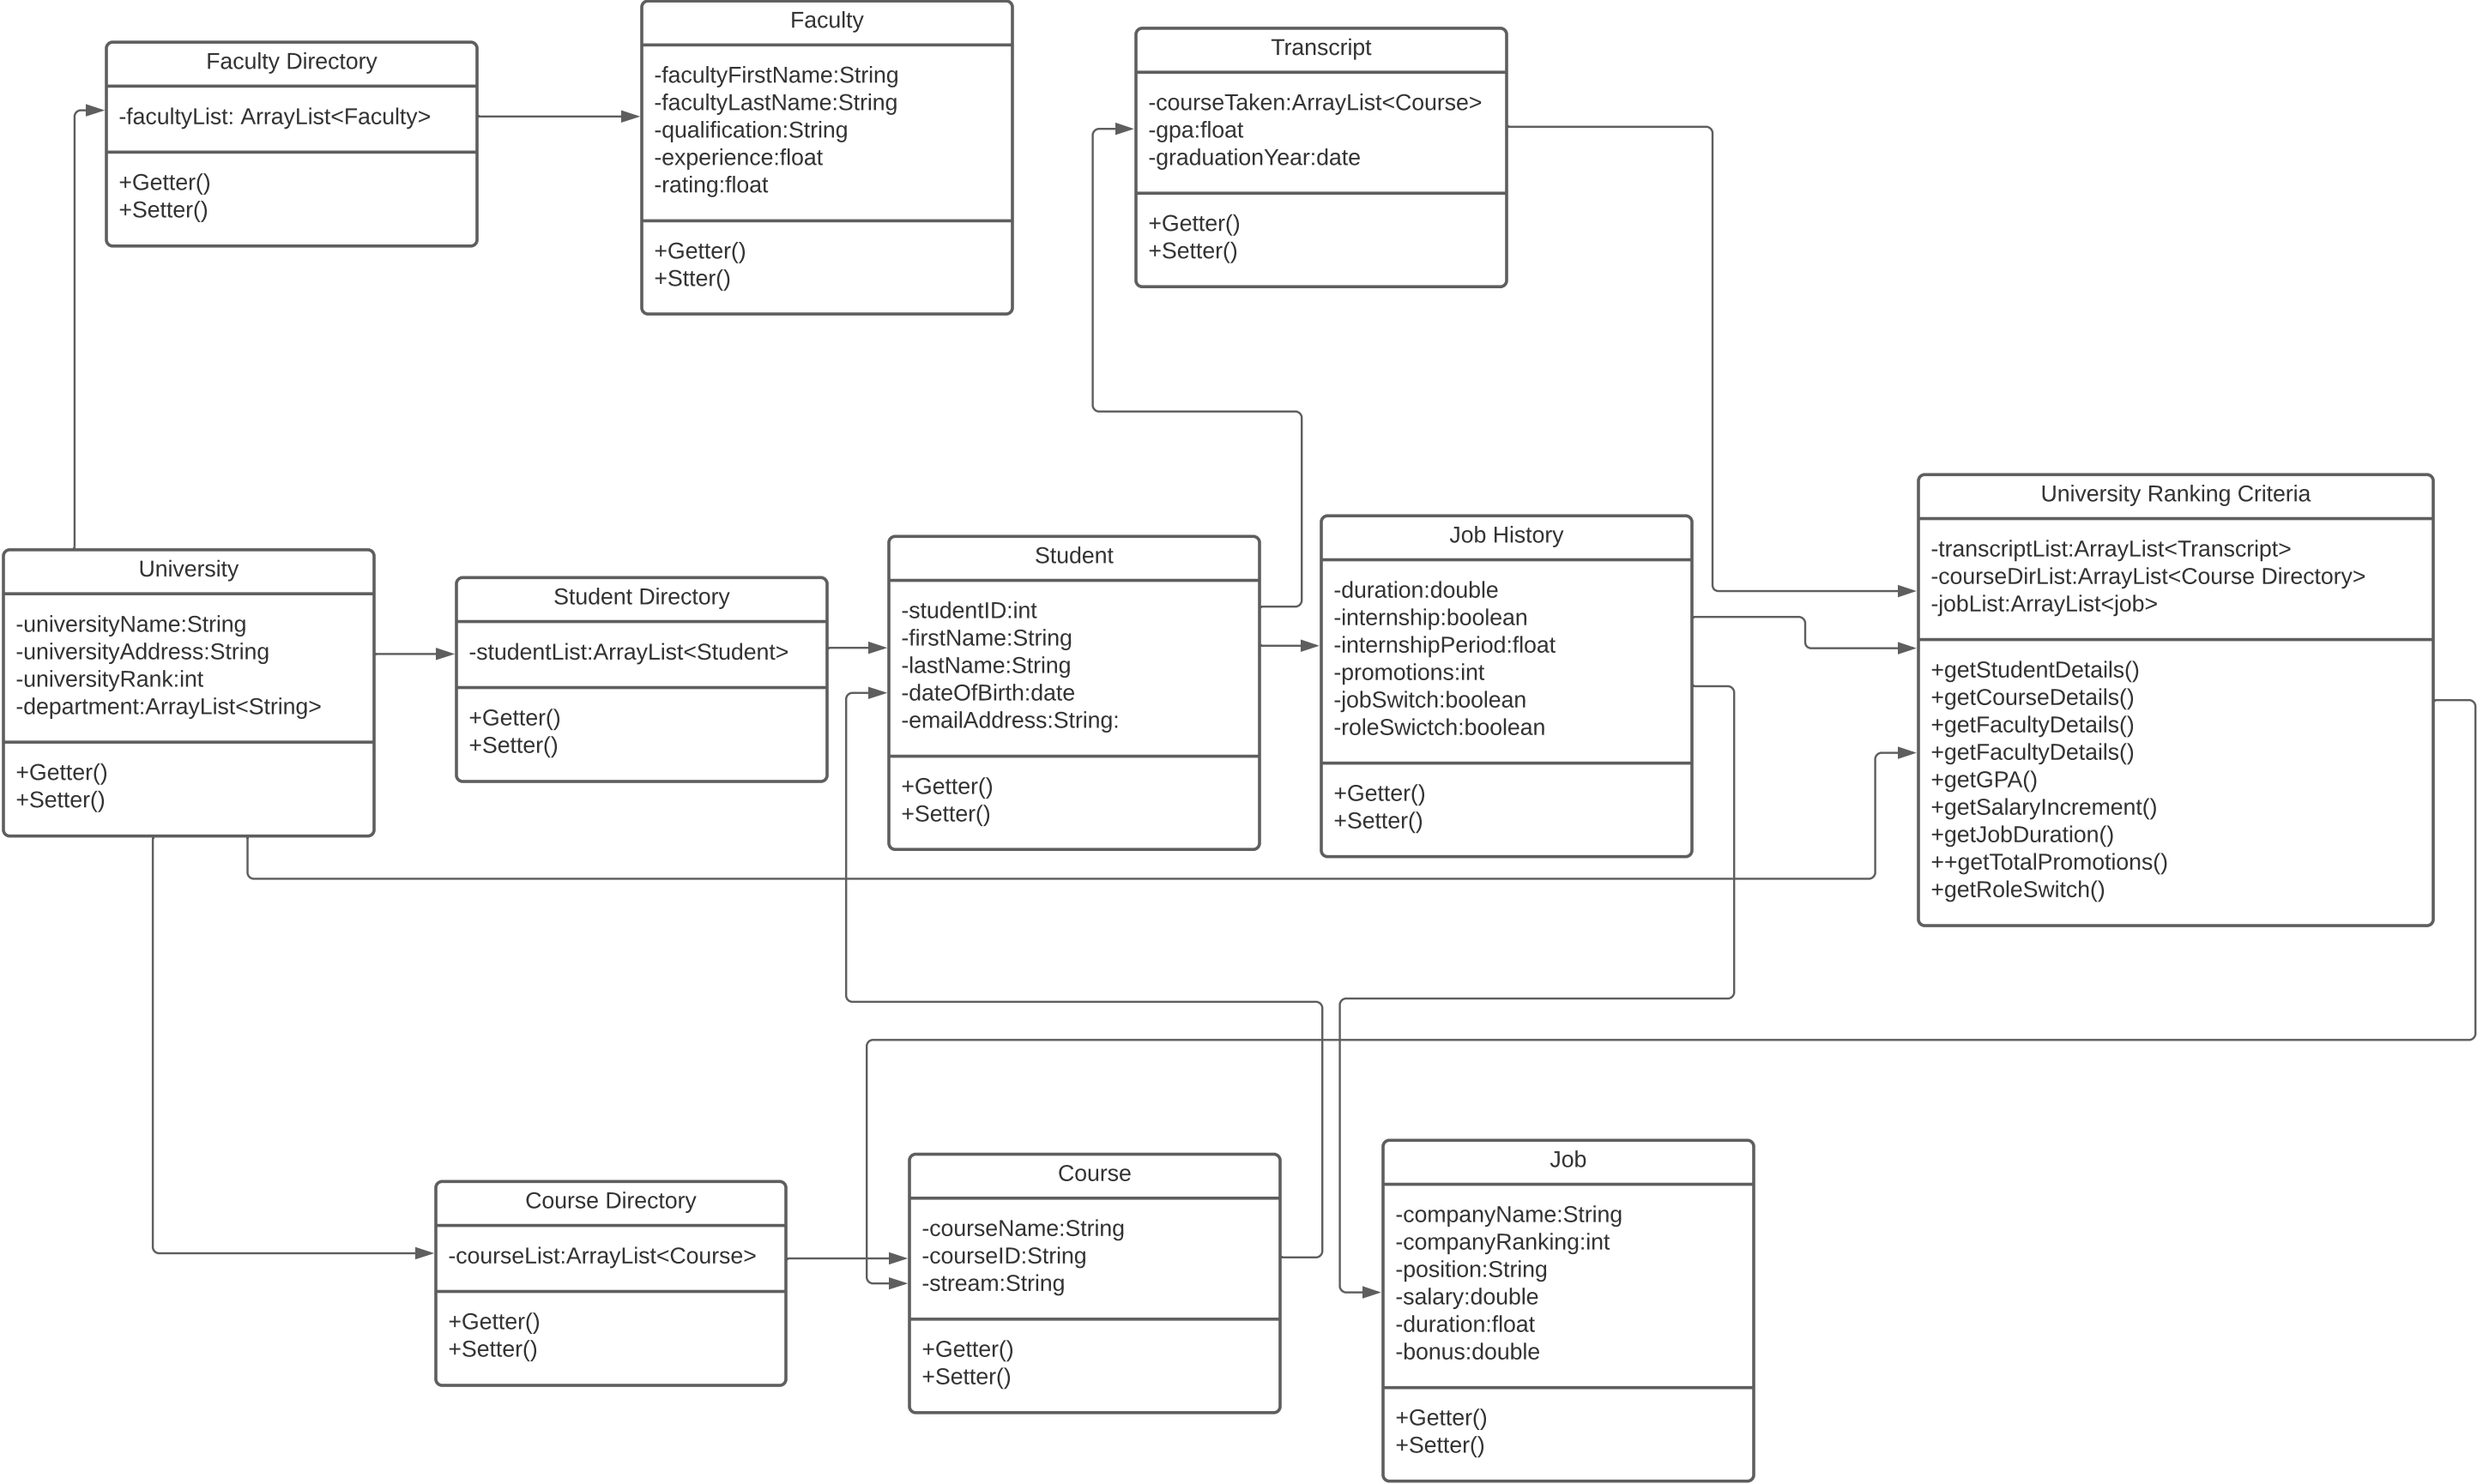 Faculty Directory
-facultyList: ArrayList<Faculty>
+Getter()
+Setter()
Faculty
-facultyFirstName:String
-facultyLastName:String
-qualification:String
-experience:float
-rating:float
+Getter()
+Stter()
Transcript
-courseTaken:ArrayList<Course>
-gpa:float
-graduationYear:date
+Getter()
+Setter()
University
-universityName:String
-universityAddress:String
-universityRank:int
-department:ArrayList<String>
+Getter()
+Setter()
Student Directory
-studentList:ArrayList<Student>
+Getter()
+Setter()
Student
-studentID:int
-firstName:String
-lastName:String
-dateOfBirth:date
-emailAddress:String:
+Getter()
+Setter()
Job History
-duration:double
-internship:boolean
-internshipPeriod:float
-promotions:int
-jobSwitch:boolean
-roleSwictch:boolean
+Getter()
+Setter()
University Ranking Criteria
-transcriptList:ArrayList<Transcript>
-courseDirList:ArrayList<Course Directory>
-jobList:ArrayList<job>
+getStudentDetails()
+getCourseDetails()
+getFacultyDetails()
+getFacultyDetails()
+getGPA()
+getSalaryIncrement()
+getJobDuration()
++getTotalPromotions()
+getRoleSwitch()
Course Directory
-courseList:ArrayList<Course>
+Getter()
+Setter()
Course
-courseName:String
-courseID:String
-stream:String
+Getter()
+Setter()
Job
-companyName:String
-companyRanking:int
-position:String
-salary:double
-duration:float
-bonus:double
+Getter()
+Setter()